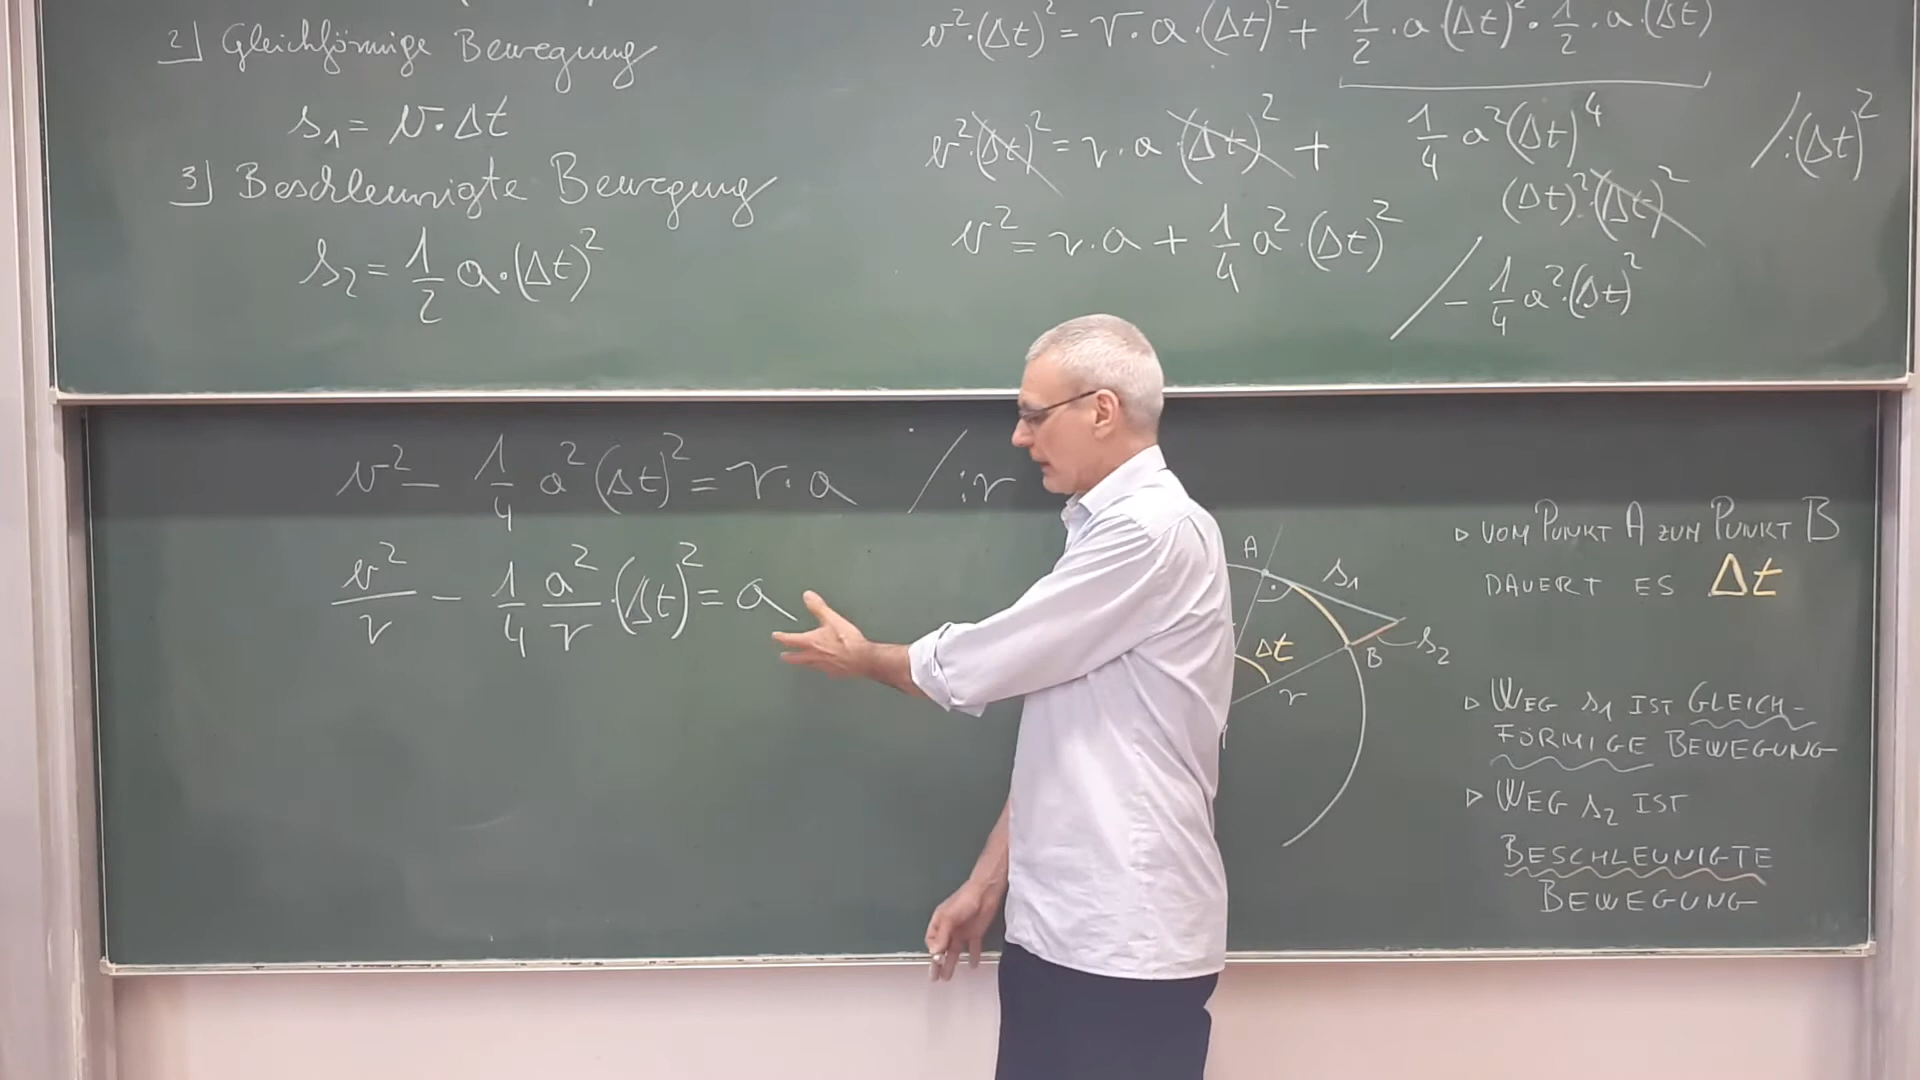 2) Gleichförmige Bewegung
s₁ = v · Δt
3) Beschleunigte Bewegung
s₂ = 1/2 a · (Δt)²
v² · (Δt)² = r · a · (Δt)² + 1/2 · a (Δt)² · 1/2 · a (Δt)
v² · (Δt)² = r · a · (Δt)² + 1/4 a² (Δt)⁴ / : (Δt)²
(Δt)² · (Δt)²
v² = r · a + 1/4 a² · (Δt)² / - 1/4 a² · (Δt)²
v² - 1/4 a² (Δt)² = r · a / : r
v²/r - 1/4 a²/r · (Δt)² = a
A
s₁
Δt
r
B
s₂
▷ VOM PUNKT A ZUM PUNKT B
DAUERT ES Δt
▷ WEG s₁ IST GLEICH-
FÖRMIGE BEWEGUNG
▷ WEG s₂ IST
BESCHLEUNIGTE
BEWEGUNG